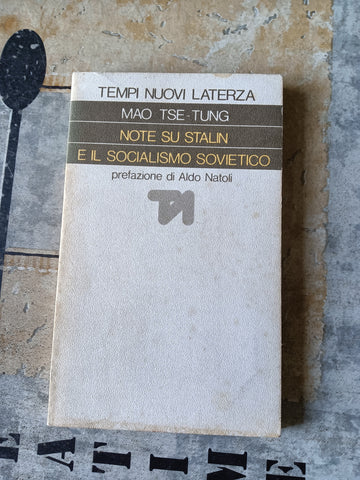 TEMPI NUOVI LATERZA
MAO TSE-TUNG
NOTE SU STALIN
E IL SOCIALISMO SOVIETICO
prefazione di Aldo Natoli